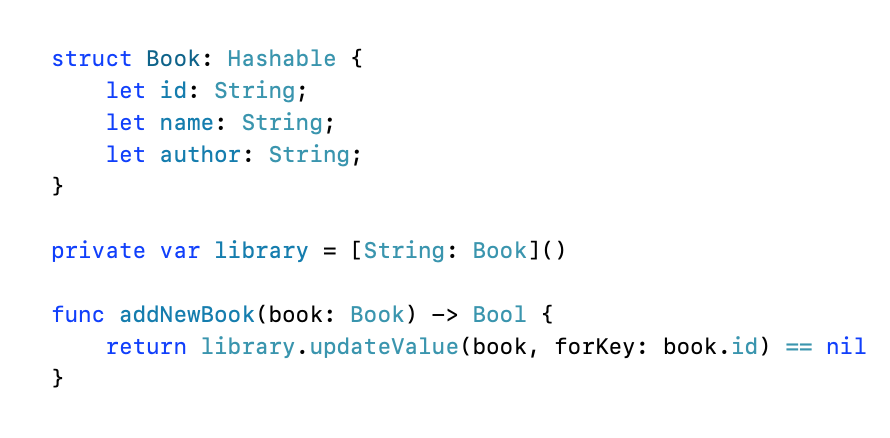 struct Book: Hashable {
    let id: String;
    let name: String;
    let author: String;
}

private var library = [String: Book]()

func addNewBook(book: Book) -> Bool {
    return library.updateValue(book, forKey: book.id) == nil
}